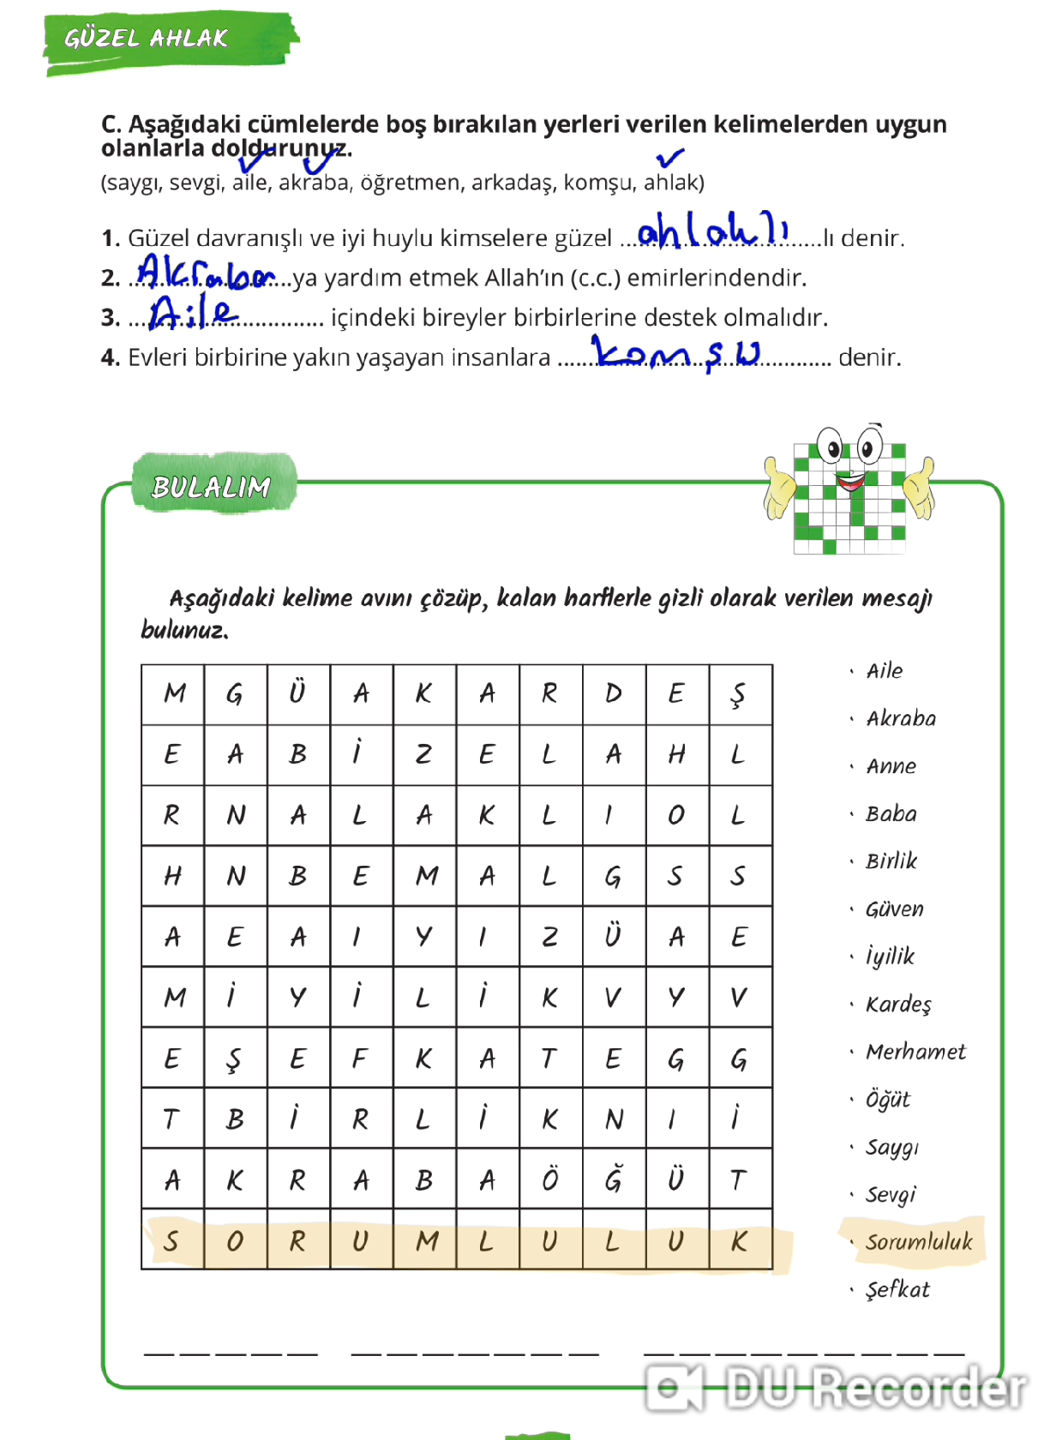 GÜZEL AHLAK
C. Aşağıdaki cümlelerde boş bırakılan yerleri verilen kelimelerden uygun
olanlarla doldurunuz.
(saygı, sevgi, aile, akraba, öğretmen, arkadaş, komşu, ahlak)
1. Güzel davranışlı ve iyi huylu kimselere güzel ...ahlaklı...lı denir.
2. ...Akraba...ya yardım etmek Allah'ın (c.c.) emirlerindendir.
3. ...Aile... içindeki bireyler birbirlerine destek olmalıdır.
4. Evleri birbirine yakın yaşayan insanlara ...komşu... denir.
BULALIM
Aşağıdaki kelime avını çözüp, kalan harflerle gizli olarak verilen mesajı
bulunuz.
M G Ü A K A R D E Ş
E A B İ Z E L A H L
R N A L A K L I O L
H N B E M A L G S S
A E A I Y I Z Ü A E
M İ Y İ L İ K V Y V
E Ş E F K A T E G G
T B İ R L İ K N I İ
A K R A B A Ö Ğ Ü T
S O R U M L U L U K
· Aile
· Akraba
· Anne
· Baba
· Birlik
· Güven
· İyilik
· Kardeş
· Merhamet
· Öğüt
· Saygı
· Sevgi
· Sorumluluk
· Şefkat
DU Recorder